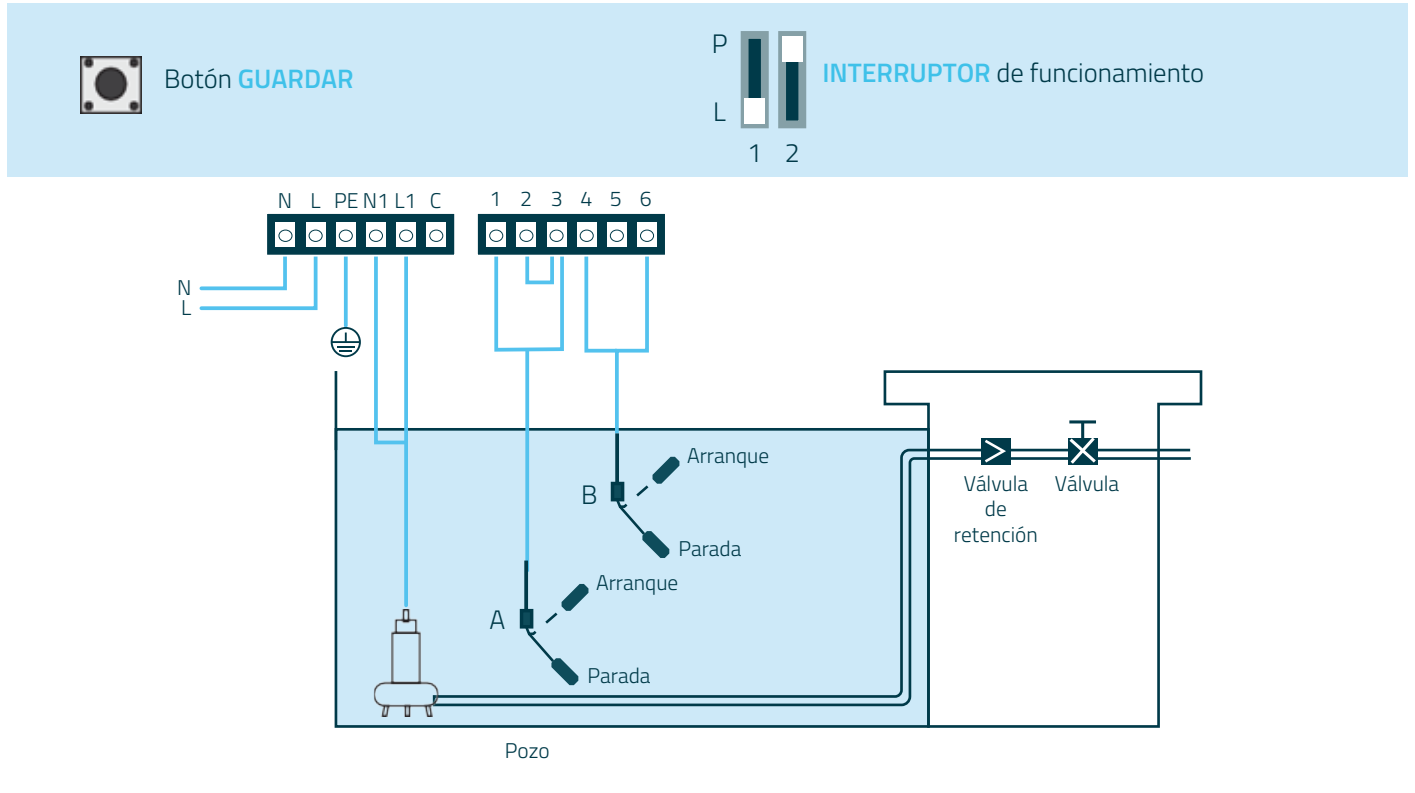 Botón GUARDAR
P
L
INTERRUPTOR de funcionamiento
1 2
N L PE N1 L1 C
1 2 3 4 5 6
N
L
Arranque
B
Parada
Arranque
A
Parada
Válvula
de
retención
Válvula
Pozo